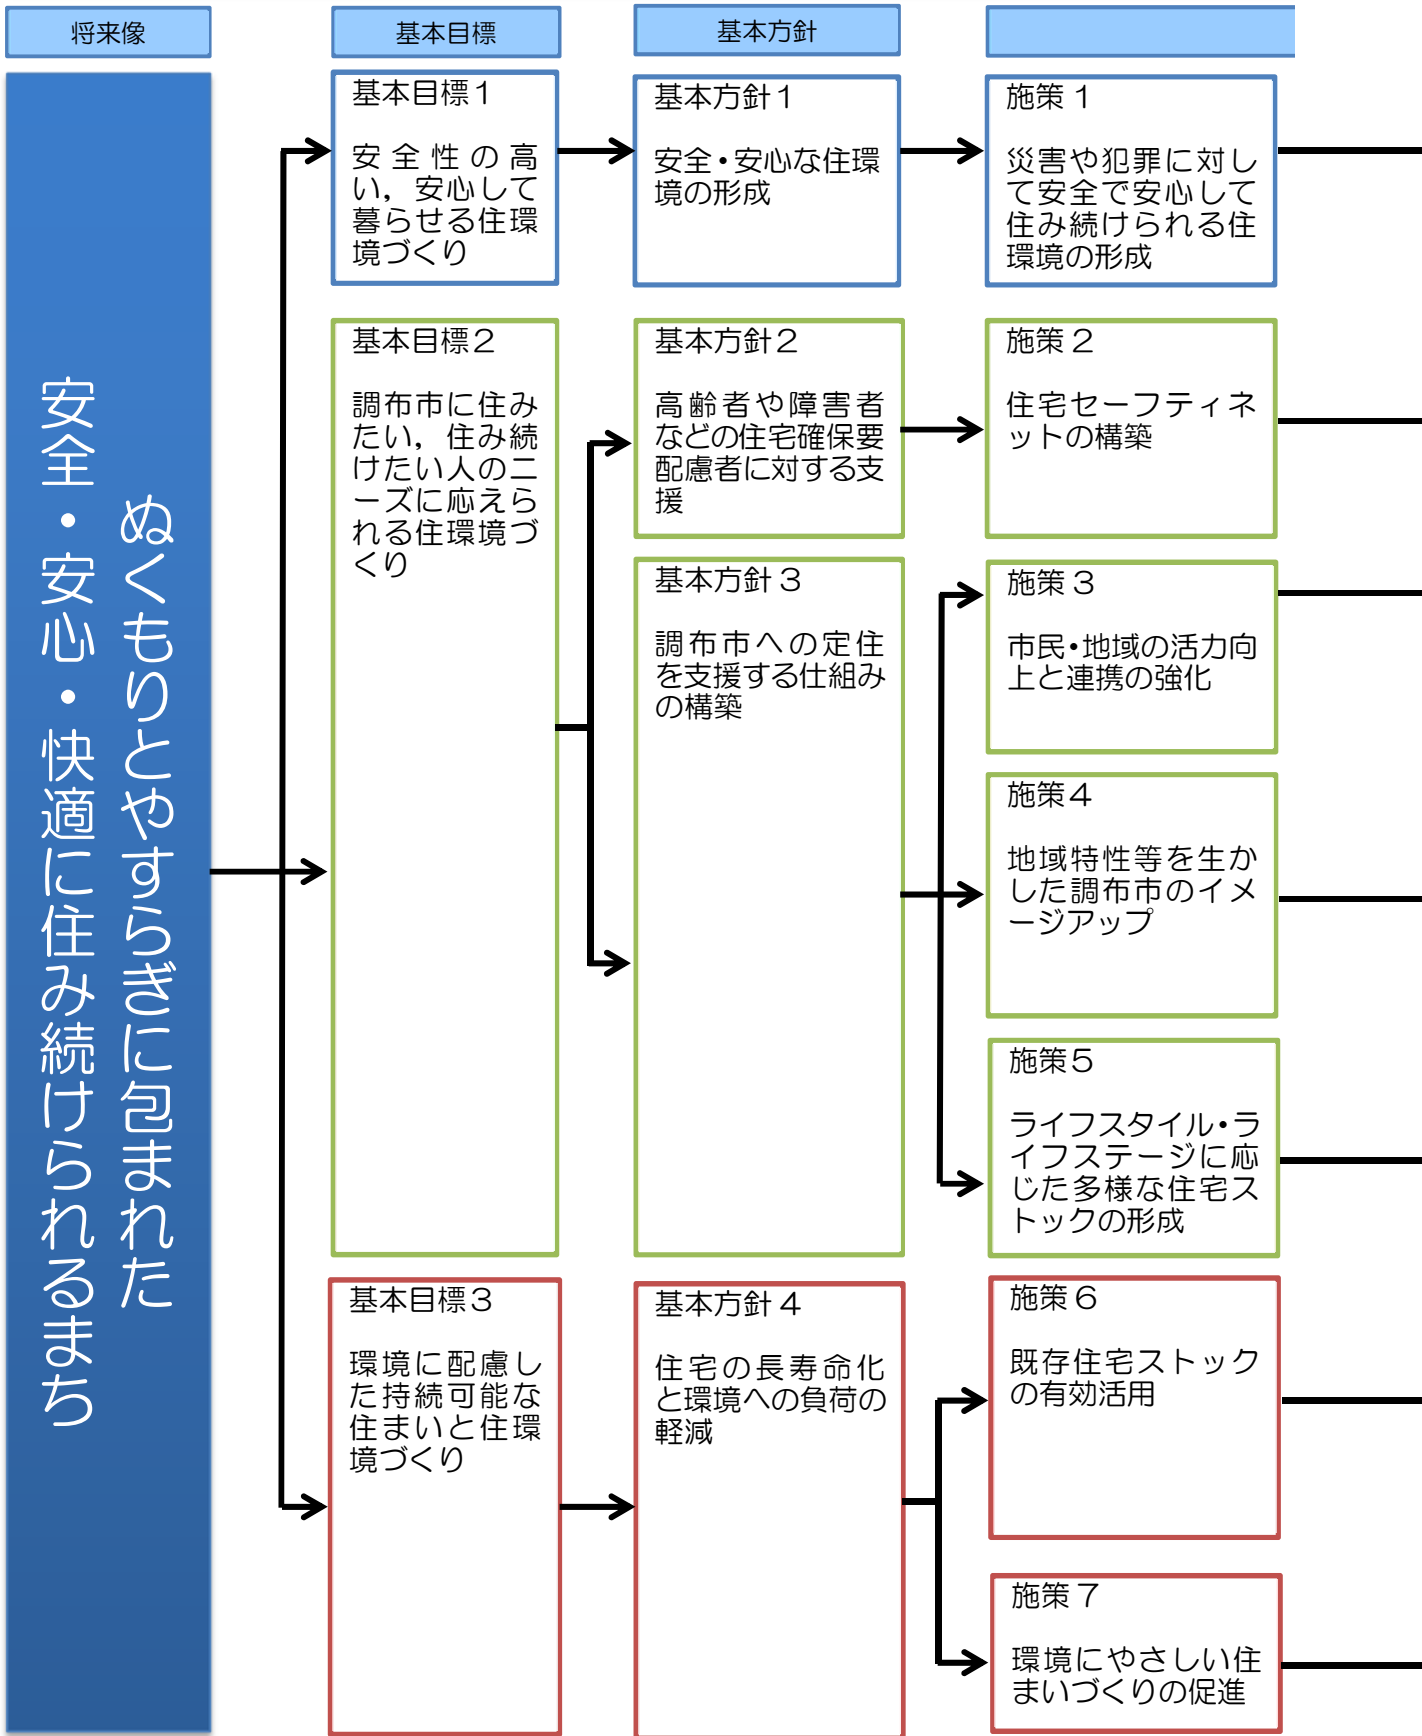 将来像
基本目標
基本方針
ぬくもりとやすらぎに包まれた
安全・安心・快適に住み続けられるまち
基本目標１
安全性の高
い，安心して
暮らせる住環
境づくり
基本方針１
安全・安心な住環
境の形成
施策１
災害や犯罪に対し
て安全で安心して
住み続けられる住
環境の形成
基本目標２
調布市に住み
たい，住み続
けたい人のニ
ーズに応えら
れる住環境づ
くり
基本方針２
高齢者や障害者
などの住宅確保要
配慮者に対する支
援
施策２
住宅セーフティネ
ットの構築
基本方針３
調布市への定住
を支援する仕組み
の構築
施策３
市民・地域の活力向
上と連携の強化
施策４
地域特性等を生か
した調布市のイメ
ージアップ
施策５
ライフスタイル・ラ
イフステージに応
じた多様な住宅ス
トックの形成
基本目標３
環境に配慮し
た持続可能な
住まいと住環
境づくり
基本方針４
住宅の長寿命化
と環境への負荷の
軽減
施策６
既存住宅ストック
の有効活用
施策７
環境にやさしい住
まいづくりの促進